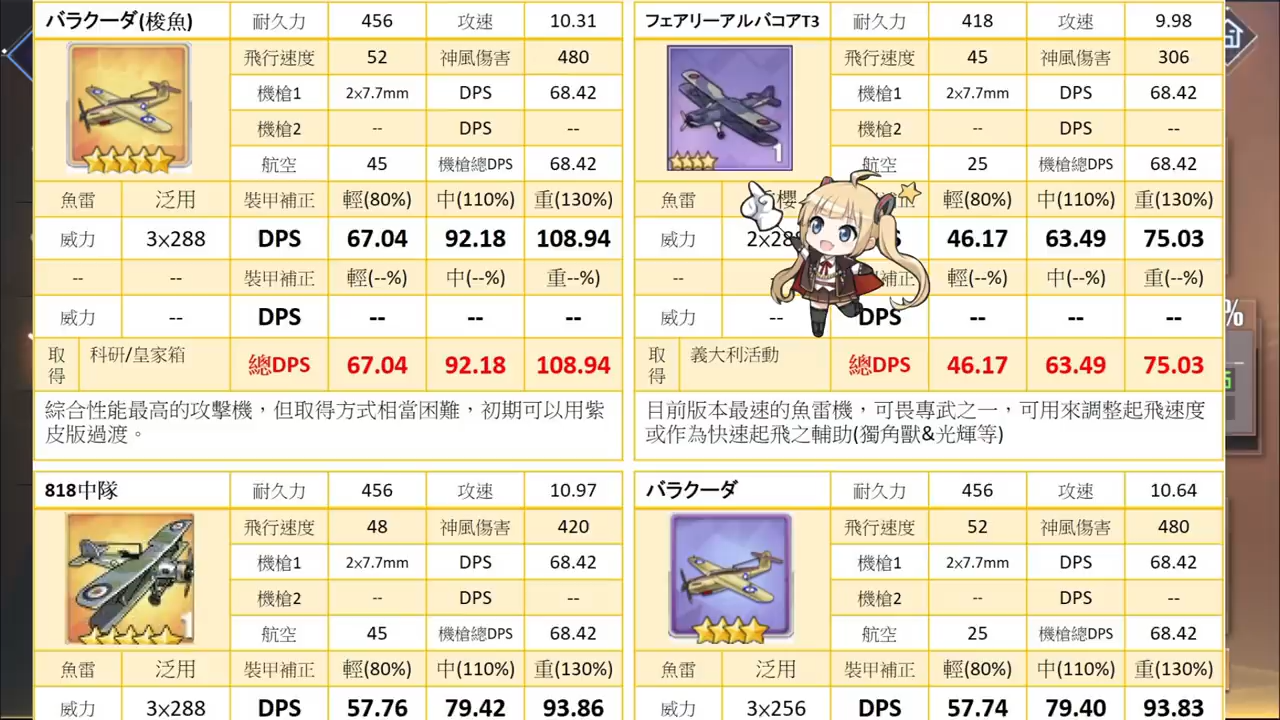 バラクーダ(梭魚) 耐久力 456 攻速 10.31
飛行速度 52 神風傷害 480
機槍1 2x7.7mm DPS 68.42
機槍2 -- DPS --
航空 45 機槍總DPS 68.42
魚雷 泛用 裝甲補正 輕(80%) 中(110%) 重(130%)
威力 3x288 DPS 67.04 92.18 108.94
-- -- 裝甲補正 輕(--%) 中(--%) 重(--%)
威力 -- DPS -- -- --
取得 科研/皇家箱 總DPS 67.04 92.18 108.94
綜合性能最高的攻擊機，但取得方式相當困難，初期可以用紫
皮版過渡。
フェアリーアルバコアT3 耐久力 418 攻速 9.98
飛行速度 45 神風傷害 306
機槍1 2x7.7mm DPS 68.42
機槍2 -- DPS --
1 航空 25 機槍總DPS 68.42
魚雷 櫻 正 輕(80%) 中(110%) 重(130%)
威力 2x28 S 46.17 63.49 75.03
-- 補正 輕(--%) 中(--%) 重(--%)
威力 -- DPS -- -- --
取得 義大利活動 總DPS 46.17 63.49 75.03
目前版本最速的魚雷機，可畏專武之一，可用來調整起飛速度
或作為快速起飛之輔助(獨角獸&光輝等)
818中隊 耐久力 456 攻速 10.97
飛行速度 48 神風傷害 420
機槍1 2x7.7mm DPS 68.42
機槍2 -- DPS --
航空 45 機槍總DPS 68.42
魚雷 泛用 裝甲補正 輕(80%) 中(110%) 重(130%)
威力 3x288 DPS 57.76 79.42 93.86
バラクーダ 耐久力 456 攻速 10.64
飛行速度 52 神風傷害 480
機槍1 2x7.7mm DPS 68.42
機槍2 -- DPS --
航空 25 機槍總DPS 68.42
魚雷 泛用 裝甲補正 輕(80%) 中(110%) 重(130%)
威力 3x256 DPS 57.74 79.40 93.83
%